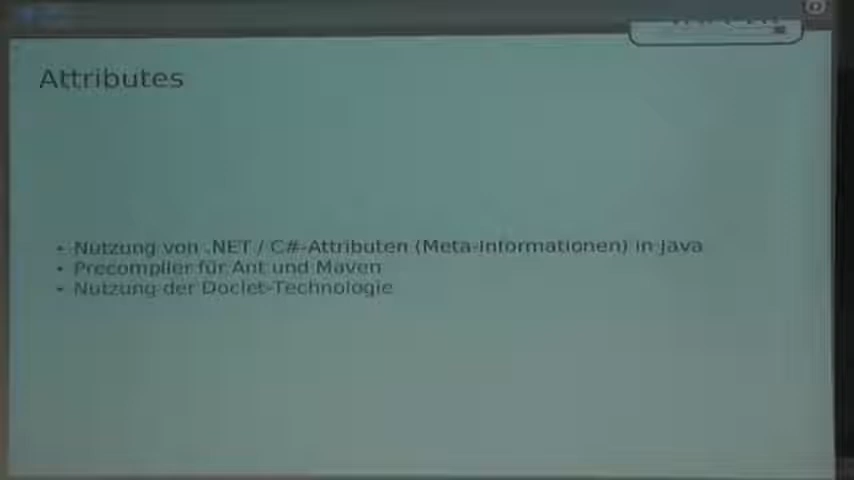 Attributes
• Nutzung von .NET / C#-Attributen (Meta-Informationen) in Java
• Precompiler für Ant und Maven
• Nutzung der Doclet-Technologie